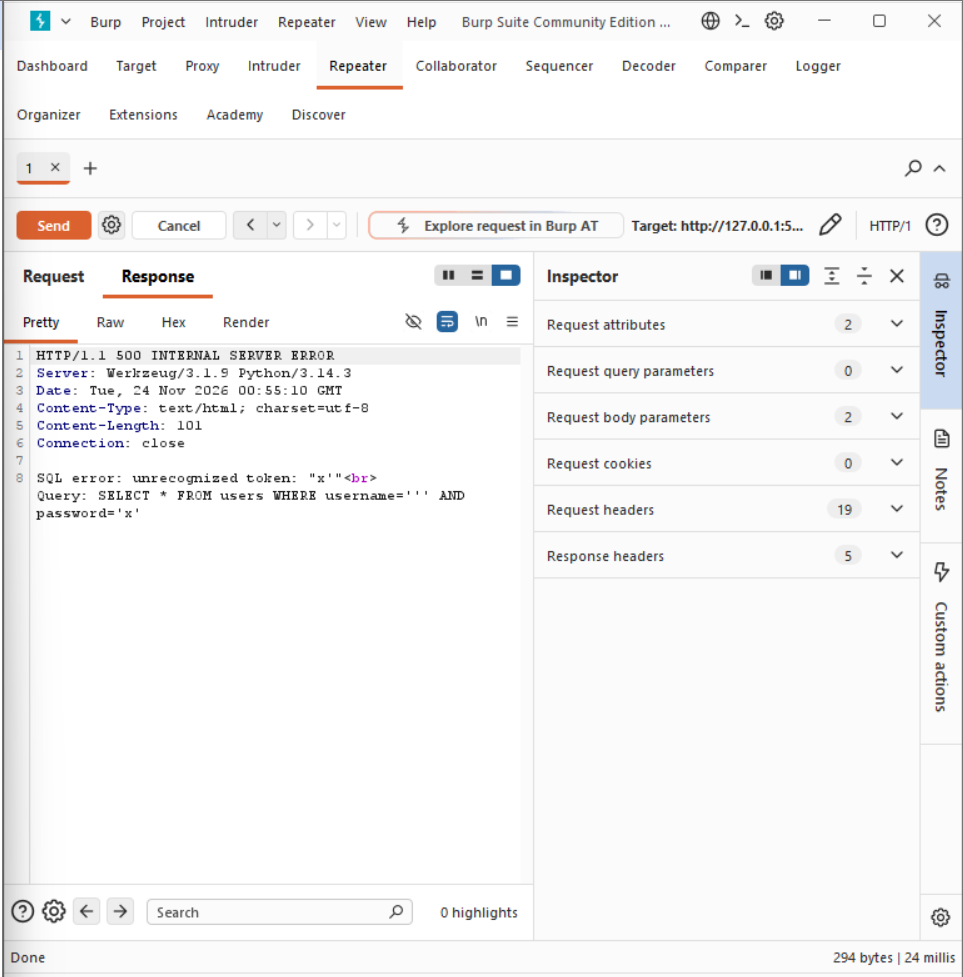 Burp Project Intruder Repeater View Help Burp Suite Community Edition ...
Dashboard Target Proxy Intruder Repeater Collaborator Sequencer Decoder Comparer Logger
Organizer Extensions Academy Discover
1
Send Cancel Explore request in Burp AT Target: http://127.0.0.1:5... HTTP/1
Request Response
Inspector
Pretty Raw Hex Render \n
1 HTTP/1.1 500 INTERNAL SERVER ERROR
2 Server: Werkzeug/3.1.9 Python/3.14.3
3 Date: Tue, 24 Nov 2026 00:55:10 GMT
4 Content-Type: text/html; charset=utf-8
5 Content-Length: 101
6 Connection: close
7
8 SQL error: unrecognized token: "x'"<br>
Query: SELECT * FROM users WHERE username=''' AND
password='x'
Request attributes 2
Request query parameters 0
Request body parameters 2
Request cookies 0
Request headers 19
Response headers 5
Inspector
Notes
Custom actions
Search 0 highlights
Done 294 bytes | 24 millis